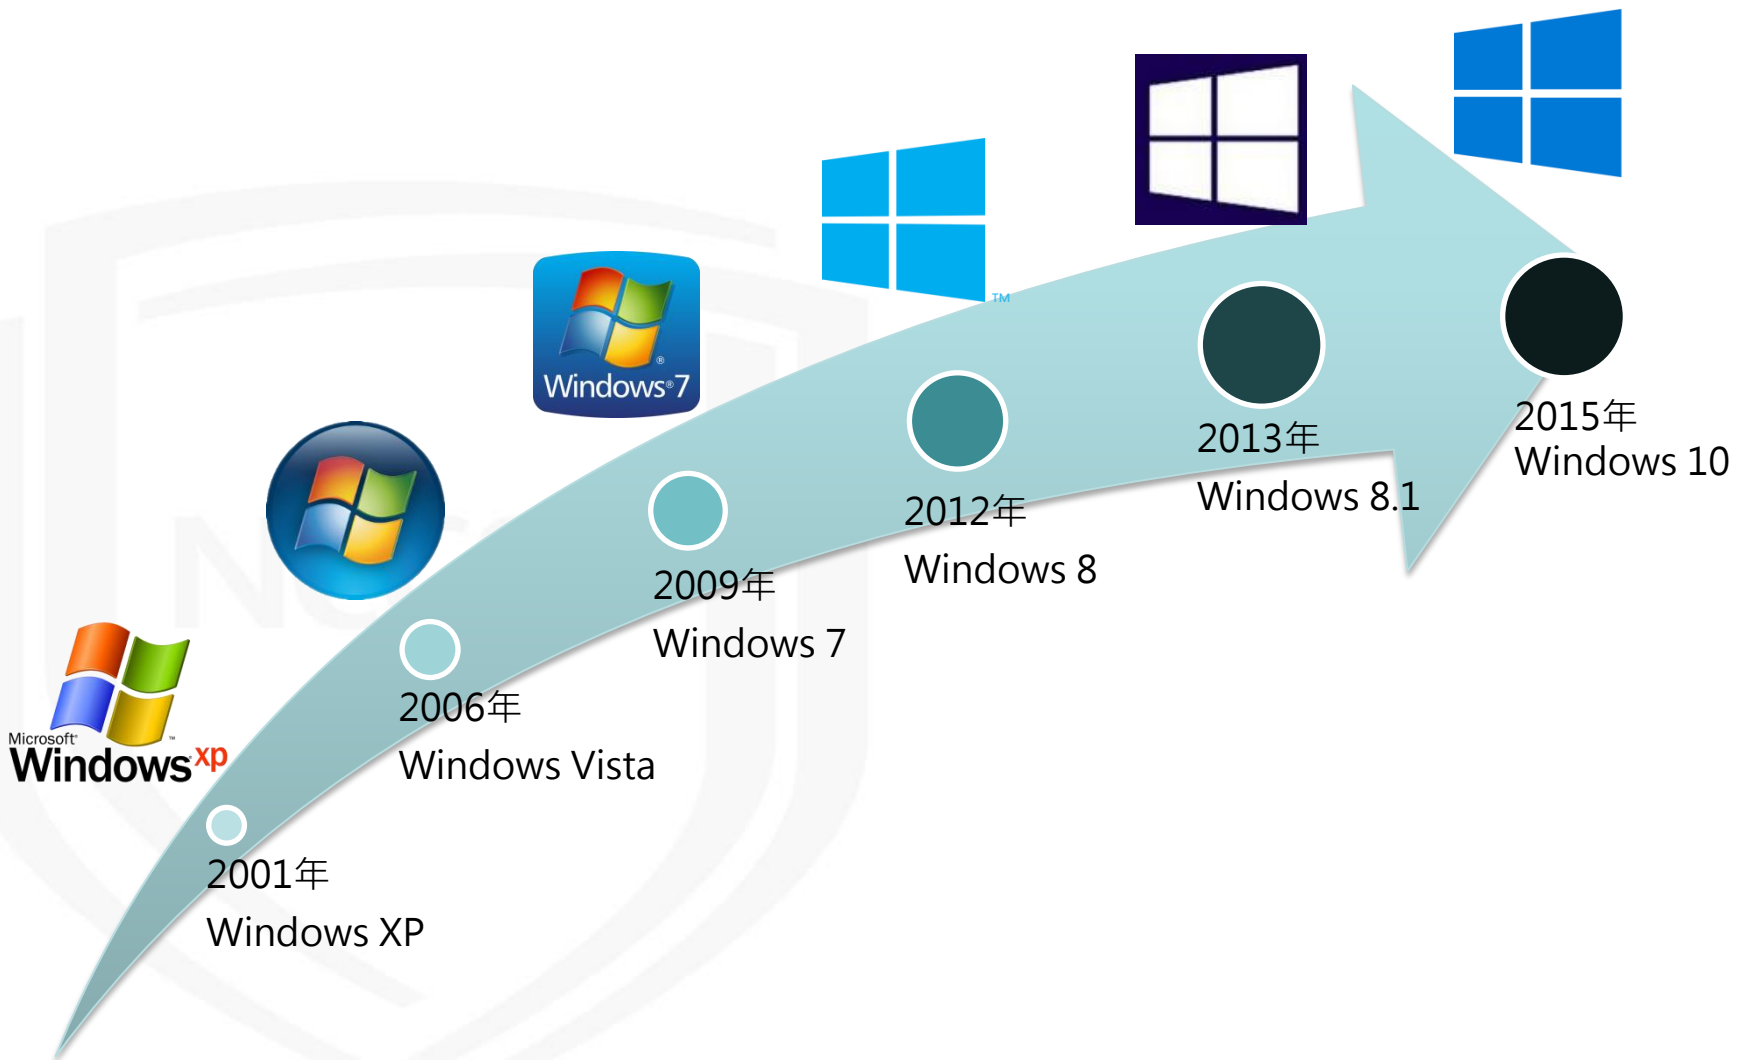 Microsoft
Windows xp
2001年
Windows XP
2006年
Windows Vista
Windows®7
2009年
Windows 7
TM
2012年
Windows 8
2013年
Windows 8.1
2015年
Windows 10